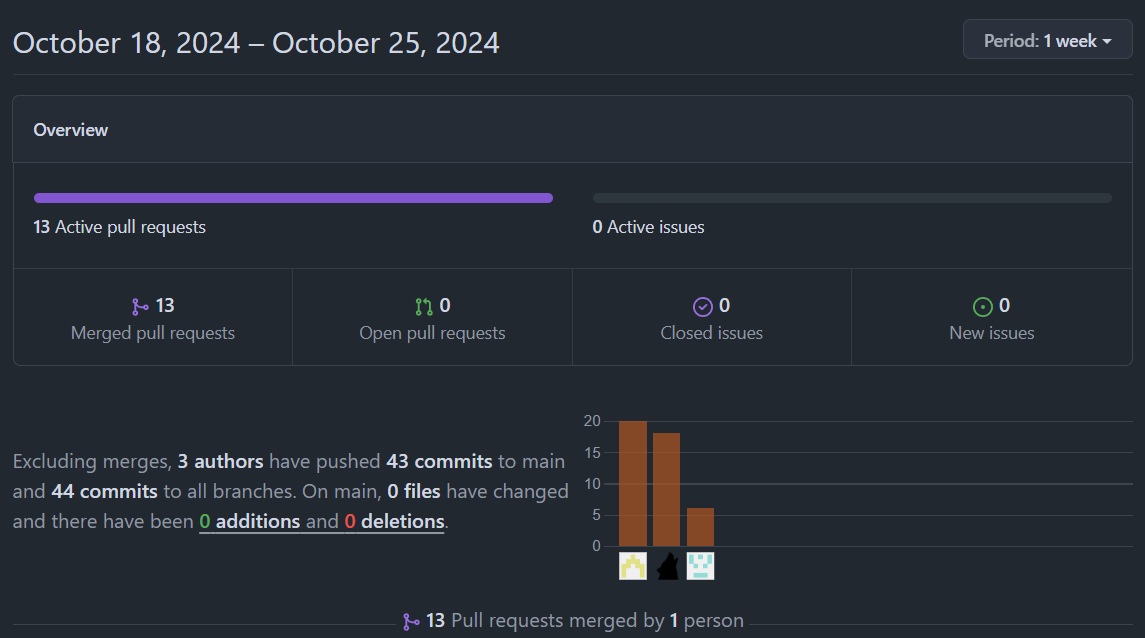 October 18, 2024 – October 25, 2024
Period: 1 week
Overview
13 Active pull requests
0 Active issues
13
Merged pull requests
0
Open pull requests
0
Closed issues
0
New issues
Excluding merges, 3 authors have pushed 43 commits to main
and 44 commits to all branches. On main, 0 files have changed
and there have been 0 additions and 0 deletions.
20
15
10
5
0
13 Pull requests merged by 1 person